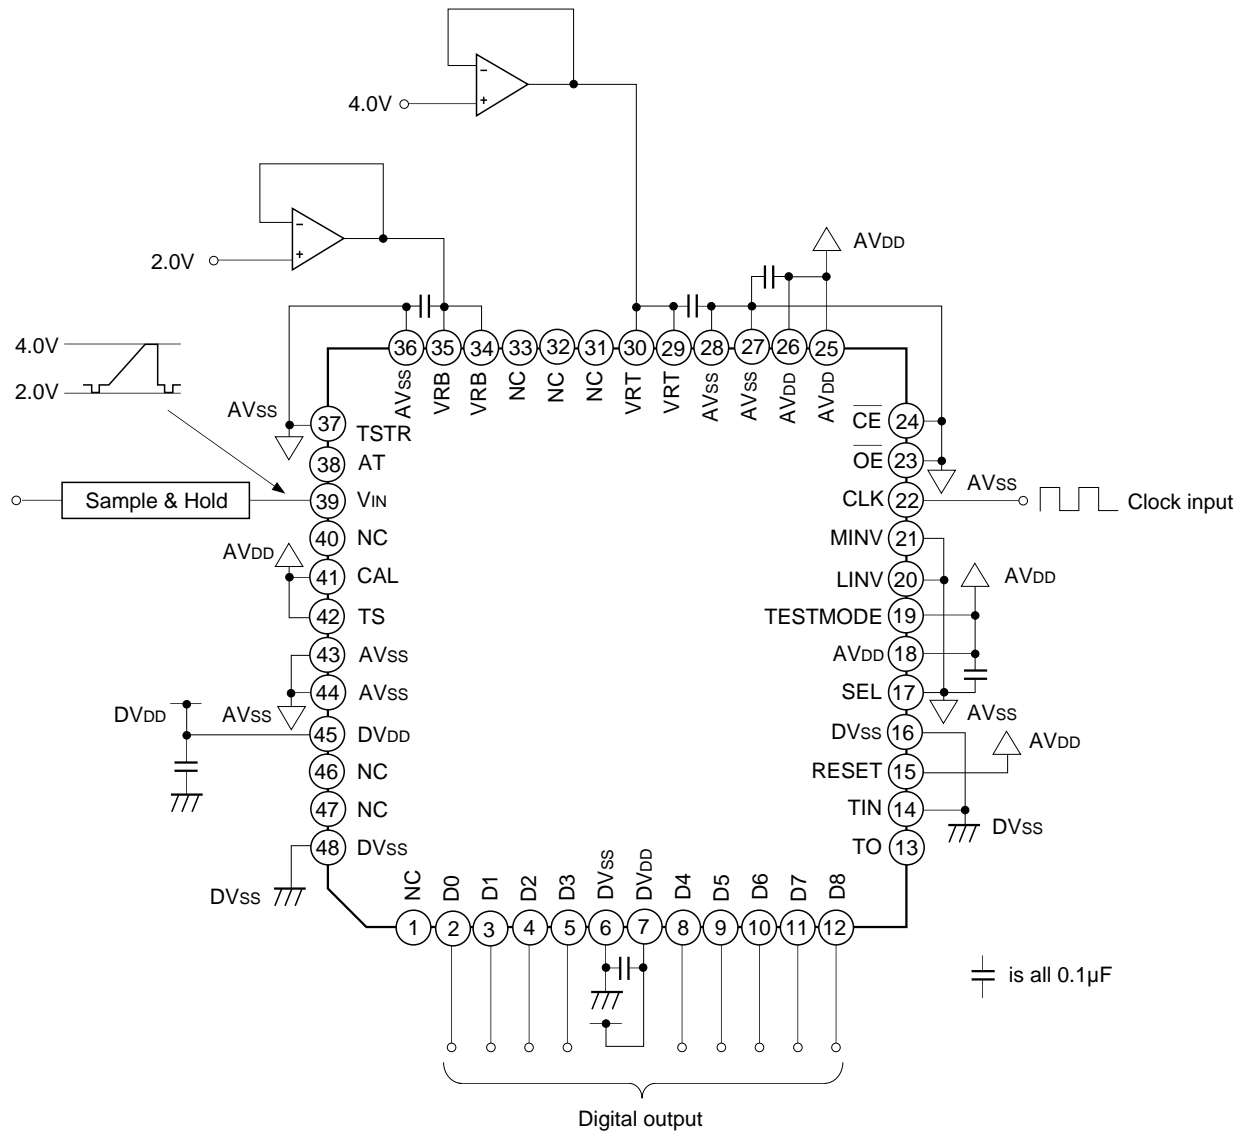 4.0V
−
+
2.0V
−
+
AVDD
4.0V
2.0V
36 35 34 33 32 31 30 29 28 27 26 25
AVSS VRB VRB NC NC NC VRT VRT AVSS AVSS AVDD AVDD
AVSS
37 TSTR
38 AT
Sample & Hold
39 VIN
40 NC
AVDD
41 CAL
42 TS
43 AVSS
44 AVSS
AVSS
DVDD
45 DVDD
46 NC
47 NC
48 DVSS
DVSS
CE 24
OE 23
AVSS
CLK 22
Clock input
MINV 21
LINV 20
AVDD
TESTMODE 19
AVDD 18
SEL 17
AVSS
DVSS 16
AVDD
RESET 15
TIN 14
DVSS
TO 13
NC D0 D1 D2 D3 DVSS DVDD D4 D5 D6 D7 D8
1 2 3 4 5 6 7 8 9 10 11 12
is all 0.1µF
Digital output